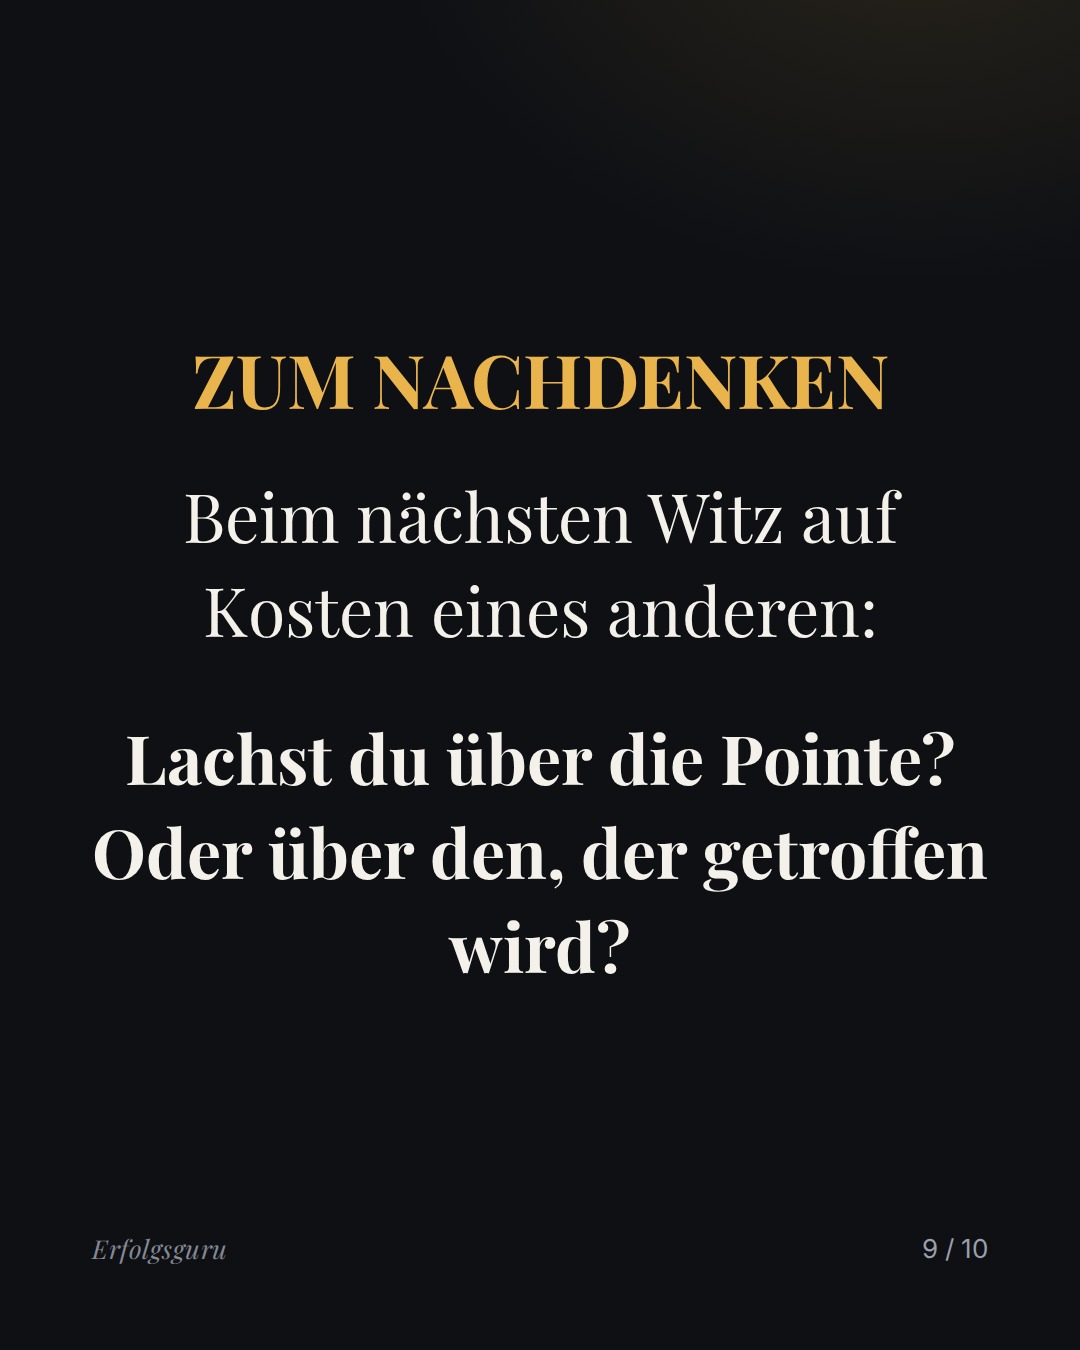 ZUM NACHDENKEN
Beim nächsten Witz auf
Kosten eines anderen:
Lachst du über die Pointe?
Oder über den, der getroffen
wird?
Erfolgsguru
9 / 10